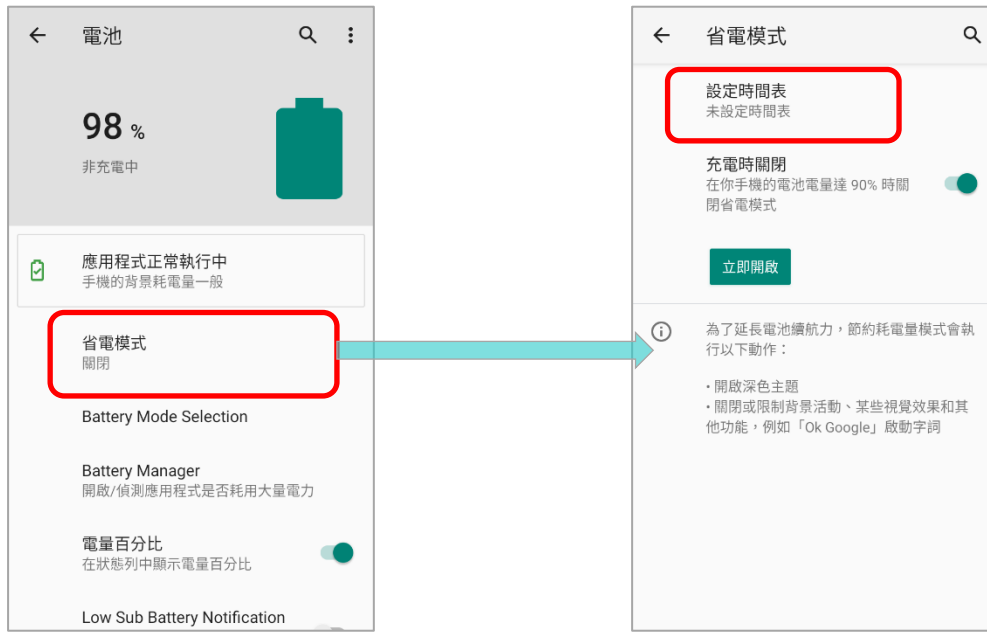 電池
98 %
非充電中
應用程式正常執行中
手機的背景耗電量一般
省電模式
關閉
Battery Mode Selection
Battery Manager
開啟/偵測應用程式是否耗用大量電力
電量百分比
在狀態列中顯示電量百分比
Low Sub Battery Notification
省電模式
設定時間表
未設定時間表
充電時關閉
在你手機的電池電量達 90% 時關
閉省電模式
立即開啟
為了延長電池續航力，節約耗電量模式會執
行以下動作：
• 開啟深色主題
• 關閉或限制背景活動、某些視覺效果和其
他功能，例如「Ok Google」啟動字詞